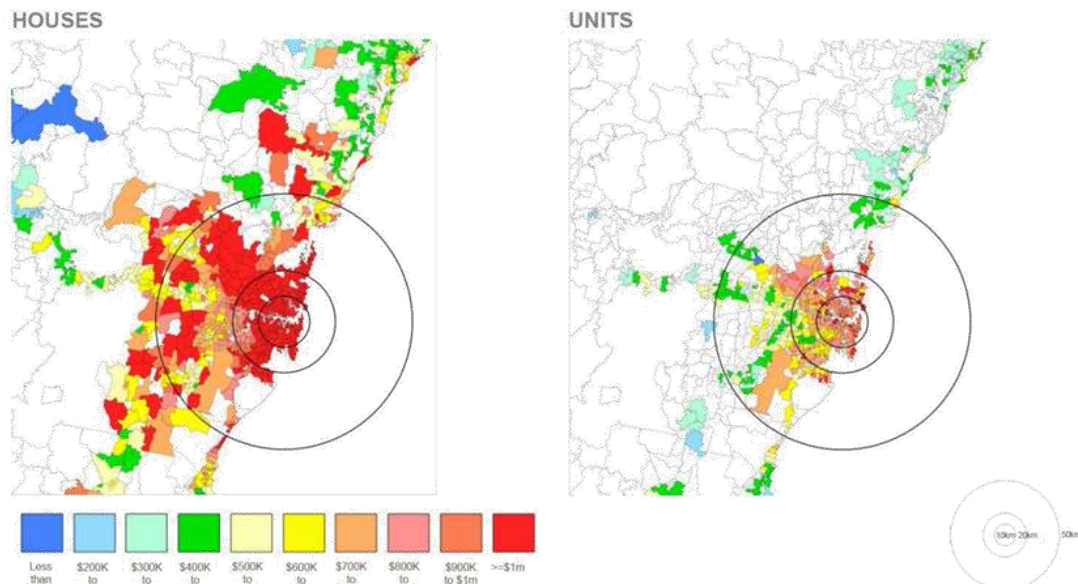 HOUSES
UNITS
10km 20km 50km
Less $200K $300K $400K $500K $600K $700K $800K $900K >=$1m
than to to to to to to to to $1m